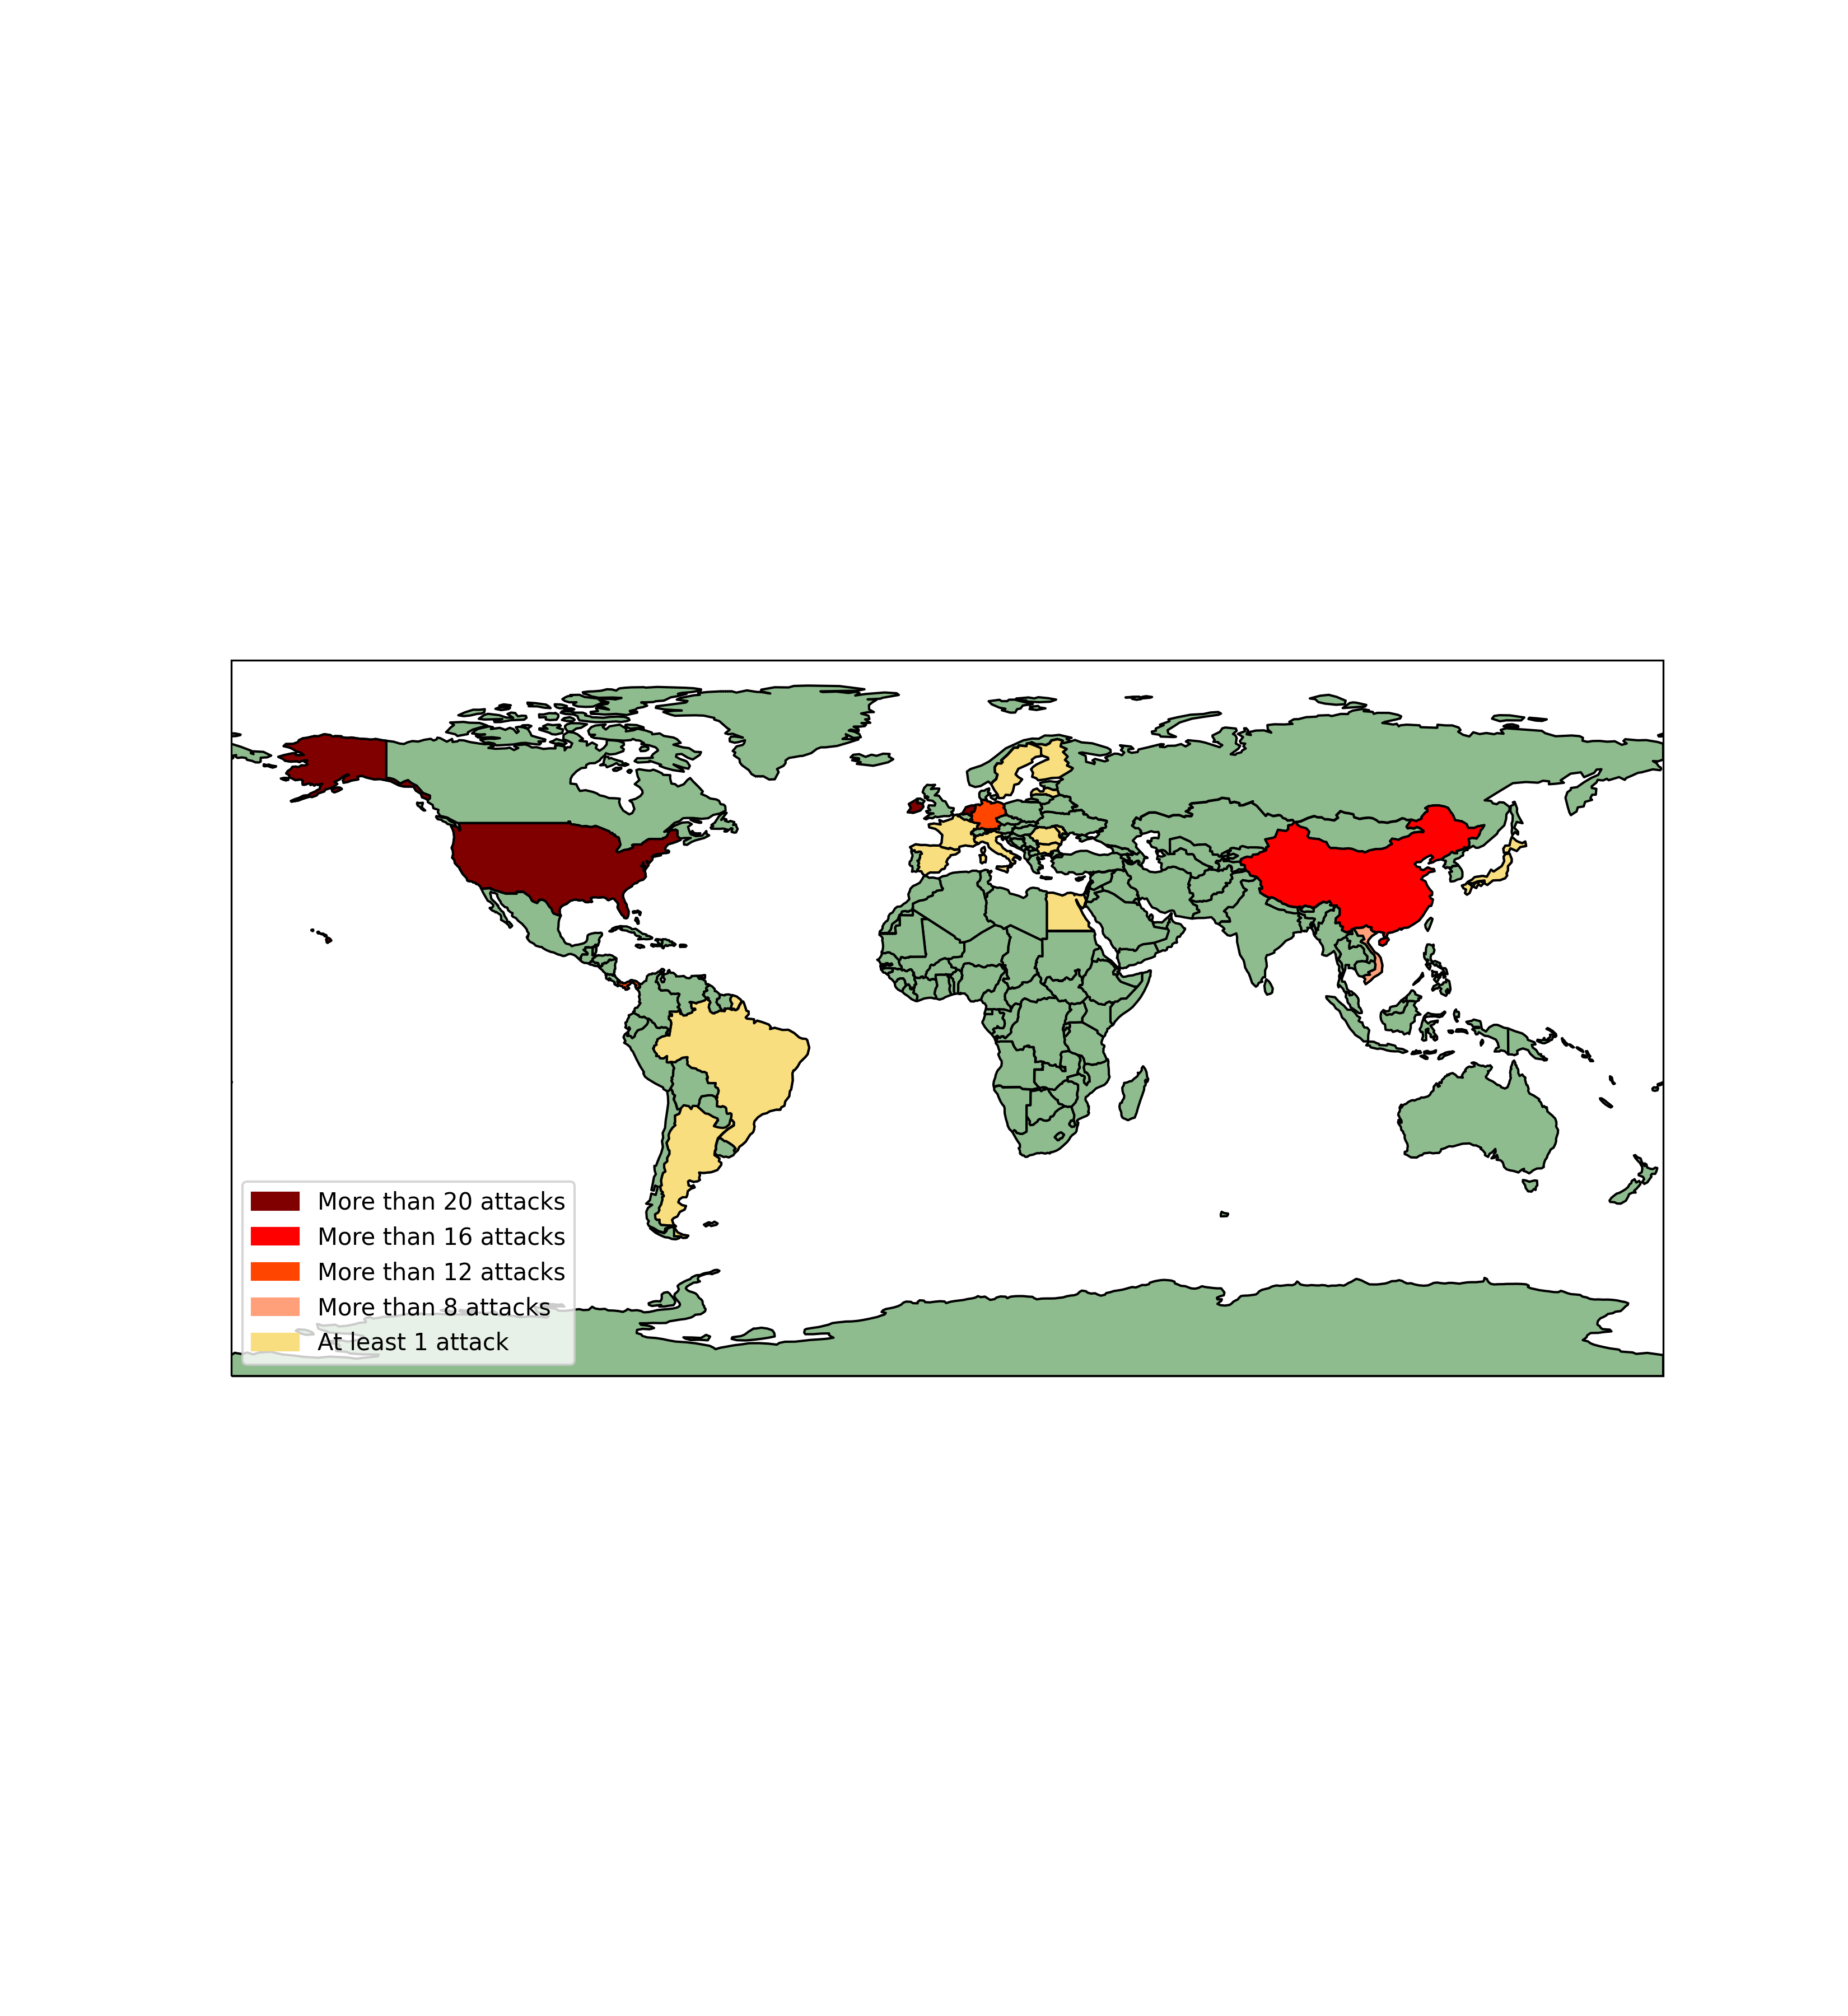 More than 20 attacks
More than 16 attacks
More than 12 attacks
More than 8 attacks
At least 1 attack